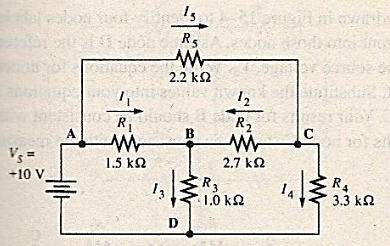 I5
R5
2.2 kΩ
I1
I2
R1
R2
A
B
C
Vs =
+10 V
1.5 kΩ
2.7 kΩ
I3
R3
1.0 kΩ
I4
R4
3.3 kΩ
D